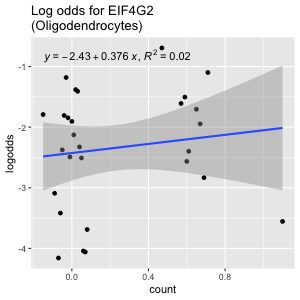 Log odds for EIF4G2
(Oligodendrocytes)
y = −2.43 + 0.376 x, R² = 0.02
-1
-2
-3
-4
logodds
0.0 0.4 0.8
count